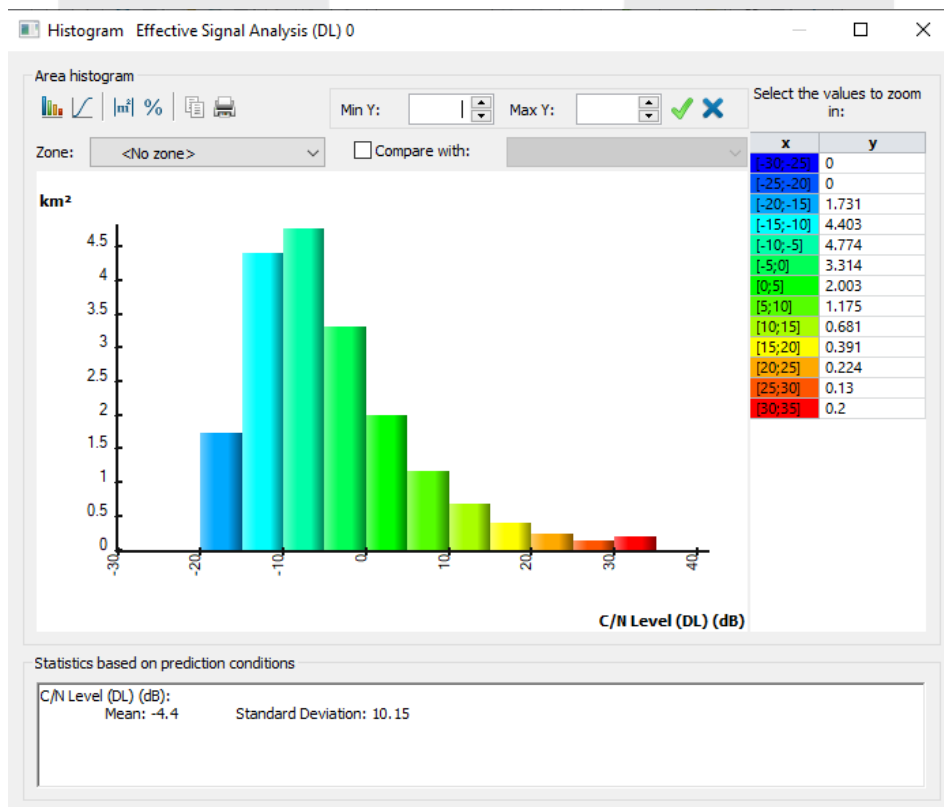 Histogram   Effective Signal Analysis (DL) 0
Area histogram
|m²| %
Min Y: Max Y:
Select the values to zoom in:
Zone: <No zone> Compare with:
x y
[-30;-25] 0
[-25;-20] 0
[-20;-15] 1.731
[-15;-10] 4.403
[-10;-5] 4.774
[-5;0] 3.314
[0;5] 2.003
[5;10] 1.175
[10;15] 0.681
[15;20] 0.391
[20;25] 0.224
[25;30] 0.13
[30;35] 0.2
km²
4.5
4
3.5
3
2.5
2
1.5
1
0.5
0
-30 -20 -10 0 10 20 30 40
C/N Level (DL) (dB)
Statistics based on prediction conditions
C/N Level (DL) (dB):
Mean: -4.4 Standard Deviation: 10.15